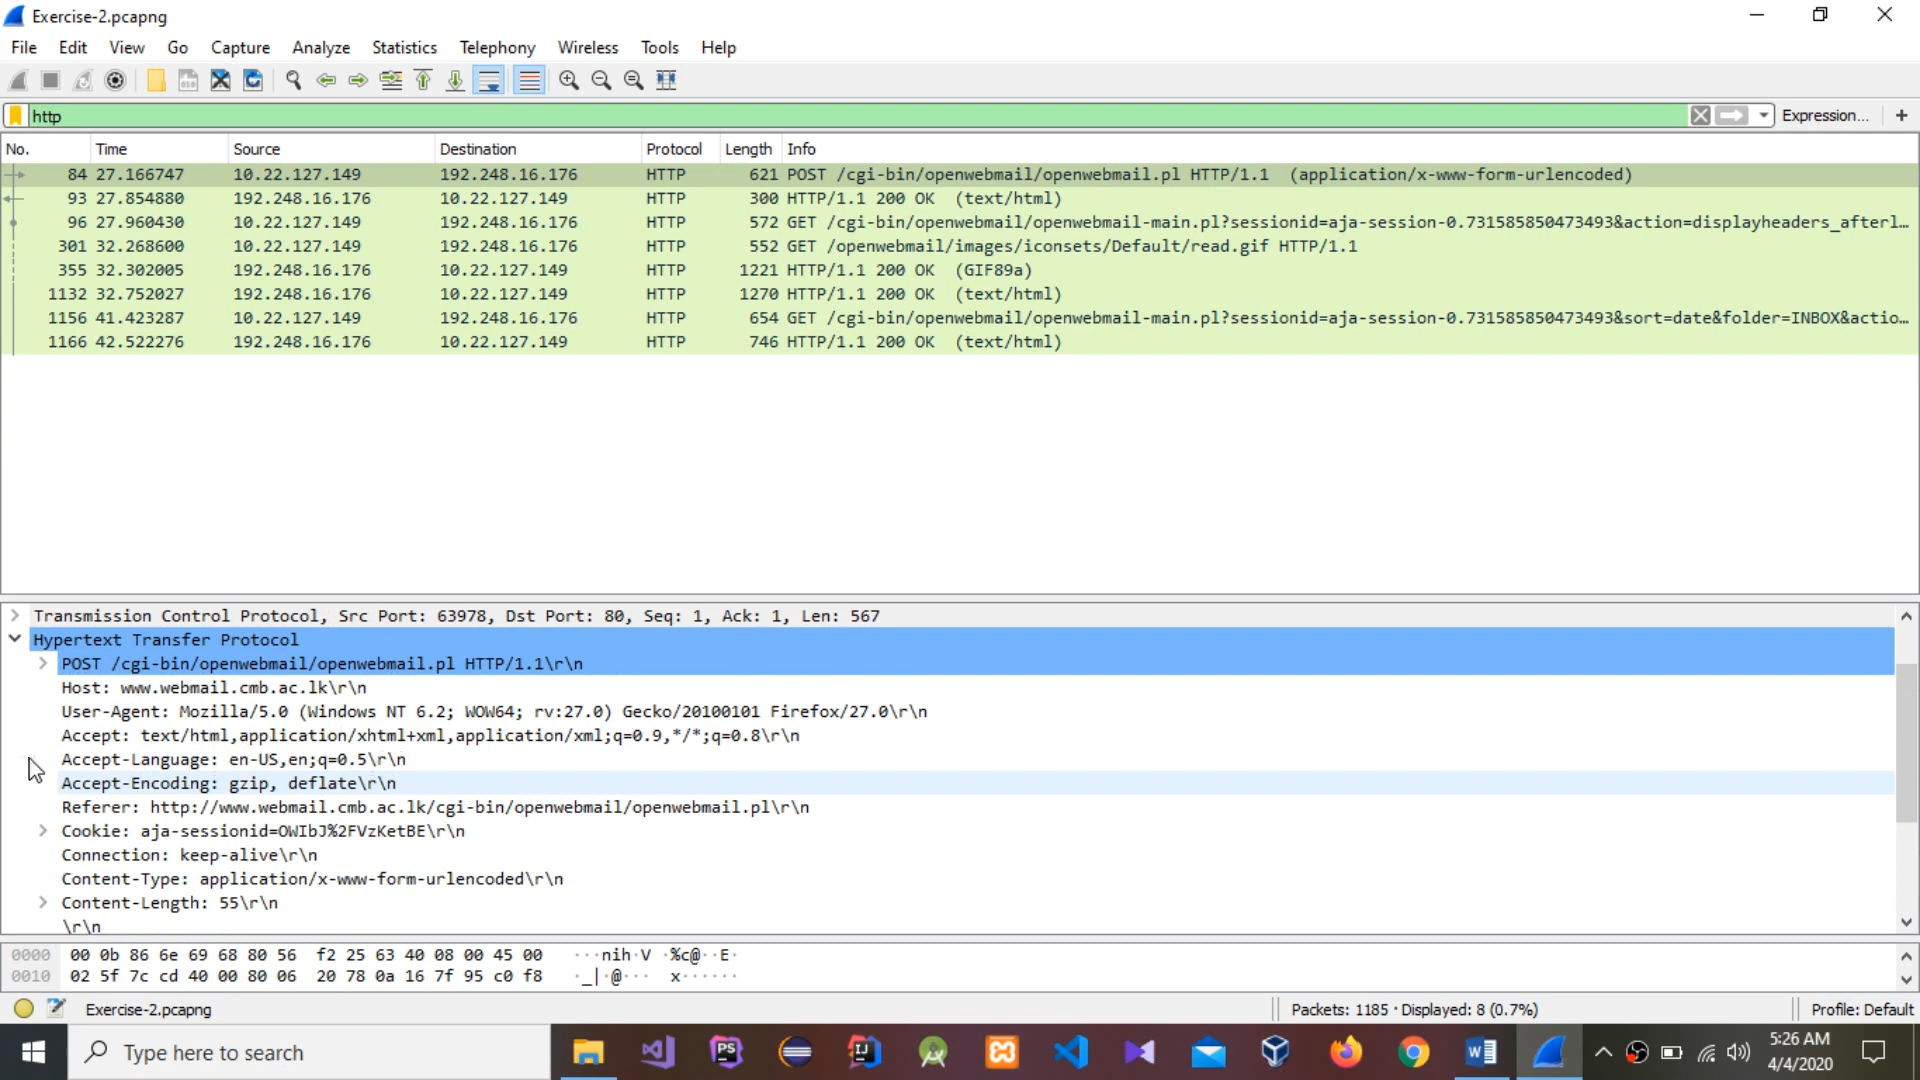 Exercise-2.pcapng
File Edit View Go Capture Analyze Statistics Telephony Wireless Tools Help
http Expression... +
No. Time Source Destination Protocol Length Info
84 27.166747 10.22.127.149 192.248.16.176 HTTP 621 POST /cgi-bin/openwebmail/openwebmail.pl HTTP/1.1 (application/x-www-form-urlencoded)
93 27.854880 192.248.16.176 10.22.127.149 HTTP 300 HTTP/1.1 200 OK (text/html)
96 27.960430 10.22.127.149 192.248.16.176 HTTP 572 GET /cgi-bin/openwebmail/openwebmail-main.pl?sessionid=aja-session-0.731585850473493&action=displayheaders_afterl…
301 32.268600 10.22.127.149 192.248.16.176 HTTP 552 GET /openwebmail/images/iconsets/Default/read.gif HTTP/1.1
355 32.302005 192.248.16.176 10.22.127.149 HTTP 1221 HTTP/1.1 200 OK (GIF89a)
1132 32.752027 192.248.16.176 10.22.127.149 HTTP 1270 HTTP/1.1 200 OK (text/html)
1156 41.423287 10.22.127.149 192.248.16.176 HTTP 654 GET /cgi-bin/openwebmail/openwebmail-main.pl?sessionid=aja-session-0.731585850473493&sort=date&folder=INBOX&actio…
1166 42.522276 192.248.16.176 10.22.127.149 HTTP 746 HTTP/1.1 200 OK (text/html)
Transmission Control Protocol, Src Port: 63978, Dst Port: 80, Seq: 1, Ack: 1, Len: 567
Hypertext Transfer Protocol
POST /cgi-bin/openwebmail/openwebmail.pl HTTP/1.1\r\n
Host: www.webmail.cmb.ac.lk\r\n
User-Agent: Mozilla/5.0 (Windows NT 6.2; WOW64; rv:27.0) Gecko/20100101 Firefox/27.0\r\n
Accept: text/html,application/xhtml+xml,application/xml;q=0.9,*/*;q=0.8\r\n
Accept-Language: en-US,en;q=0.5\r\n
Accept-Encoding: gzip, deflate\r\n
Referer: http://www.webmail.cmb.ac.lk/cgi-bin/openwebmail/openwebmail.pl\r\n
Cookie: aja-sessionid=OWIbJ%2FVzKetBE\r\n
Connection: keep-alive\r\n
Content-Type: application/x-www-form-urlencoded\r\n
Content-Length: 55\r\n
\r\n
0000 00 0b 86 6e 69 68 80 56 f2 25 63 40 08 00 45 00 ···nih·V ·%c@··E·
0010 02 5f 7c cd 40 00 80 06 20 78 0a 16 7f 95 c0 f8 ·_|·@··· x······
Exercise-2.pcapng
Packets: 1185 · Displayed: 8 (0.7%)
Profile: Default
Type here to search
5:26 AM
4/4/2020